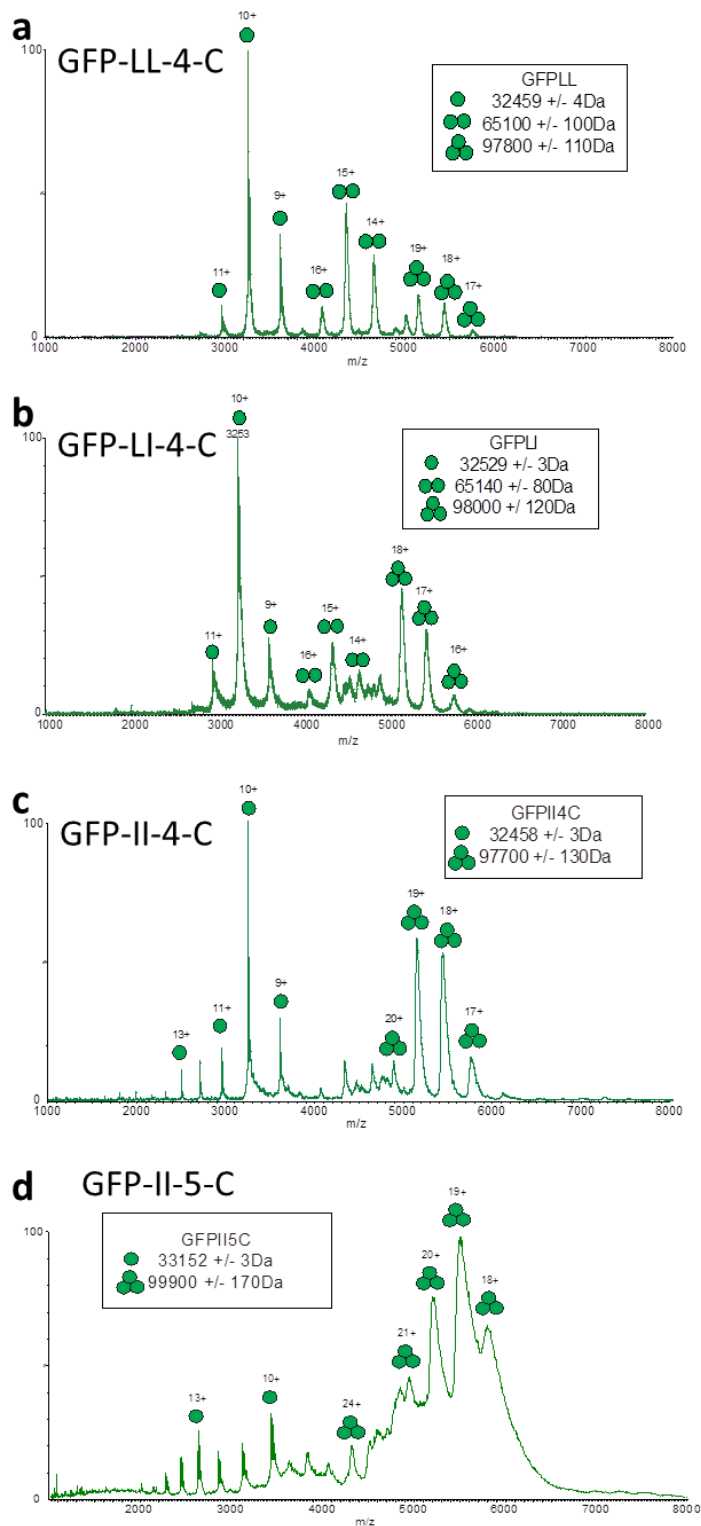 a
GFP-LL-4-C
10+
100
GFPLL
32459 +/- 4Da
65100 +/- 100Da
97800 +/- 110Da
15+
9+
14+
19+
18+
16+
11+
17+
0
1000 2000 3000 4000 5000 6000 7000 8000
m/z
b
GFP-LI-4-C
10+
3253
100
GFPLI
32529 +/- 3Da
65140 +/- 80Da
98000 +/ 120Da
18+
17+
9+
15+
11+
14+
16+
16+
0
1000 2000 3000 4000 5000 6000 7000 8000
m/z
c
GFP-II-4-C
10+
100
GFPII4C
32458 +/- 3Da
97700 +/- 130Da
19+
18+
9+
11+
20+
17+
13+
0
1000 2000 3000 4000 5000 6000 7000 8000
m/z
d
GFP-II-5-C
19+
100
GFPII5C
33152 +/- 3Da
99900 +/- 170Da
20+
18+
21+
10+
13+
24+
0
2000 3000 4000 5000 6000 7000 8000
m/z